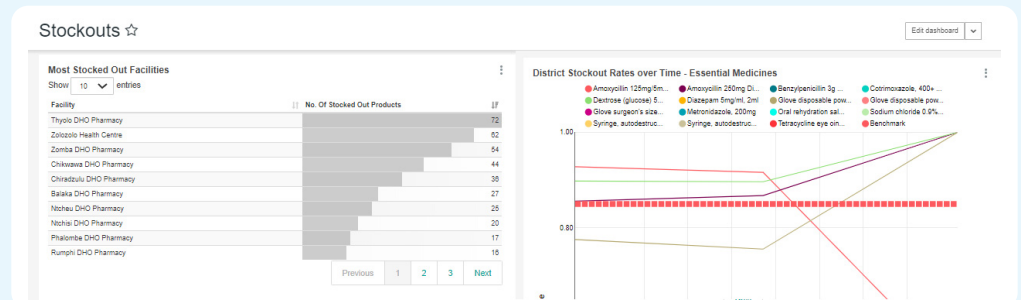 Stockouts
Edit dashboard
Most Stocked Out Facilities
Show 10 entries
Facility No. Of Stocked Out Products
Thyolo DHO Pharmacy 72
Zolozolo Health Centre 62
Zomba DHO Pharmacy 54
Chikwawa DHO Pharmacy 44
Chiradzulu DHO Pharmacy 36
Balaka DHO Pharmacy 27
Ntcheu DHO Pharmacy 25
Ntchisi DHO Pharmacy 20
Phalombe DHO Pharmacy 17
Rumphi DHO Pharmacy 16
Previous 1 2 3 Next
District Stockout Rates over Time - Essential Medicines
Amoxycillin 125mg/5m... Amoxycillin 250mg Di... Benzylpenicillin 3g ... Cotrimoxazole, 400+ ...
Dextrose (glucose) 5... Diazepam 5mg/ml, 2ml Glove disposable pow... Glove disposable pow...
Glove surgeon's size... Metronidazole, 200mg Oral rehydration sal... Sodium chloride 0.9%...
Syringe, autodestruc... Syringe, autodestruc... Tetracycline eye oin... Benchmark
1.00
0.80